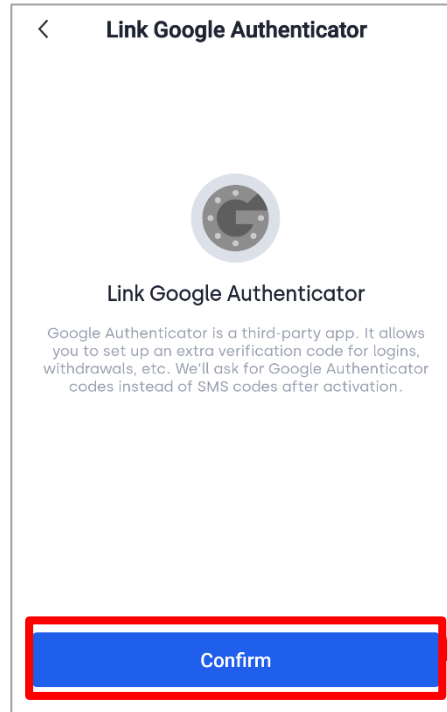 Link Google Authenticator
Link Google Authenticator
Google Authenticator is a third-party app. It allows
you to set up an extra verification code for logins,
withdrawals, etc. We'll ask for Google Authenticator
codes instead of SMS codes after activation.
Confirm